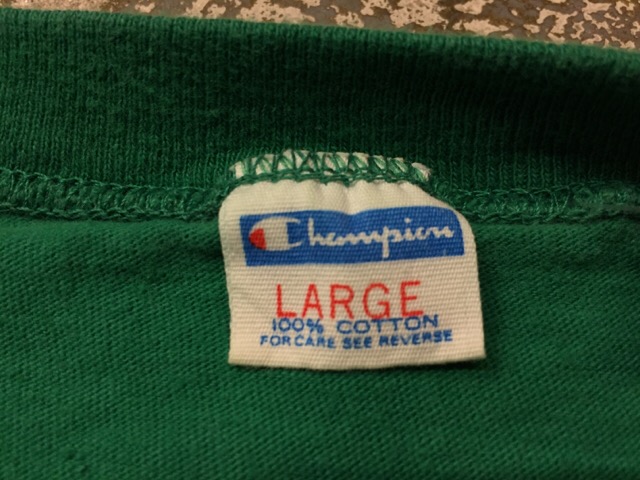 Champion
LARGE
100% COTTON
FOR CARE SEE REVERSE